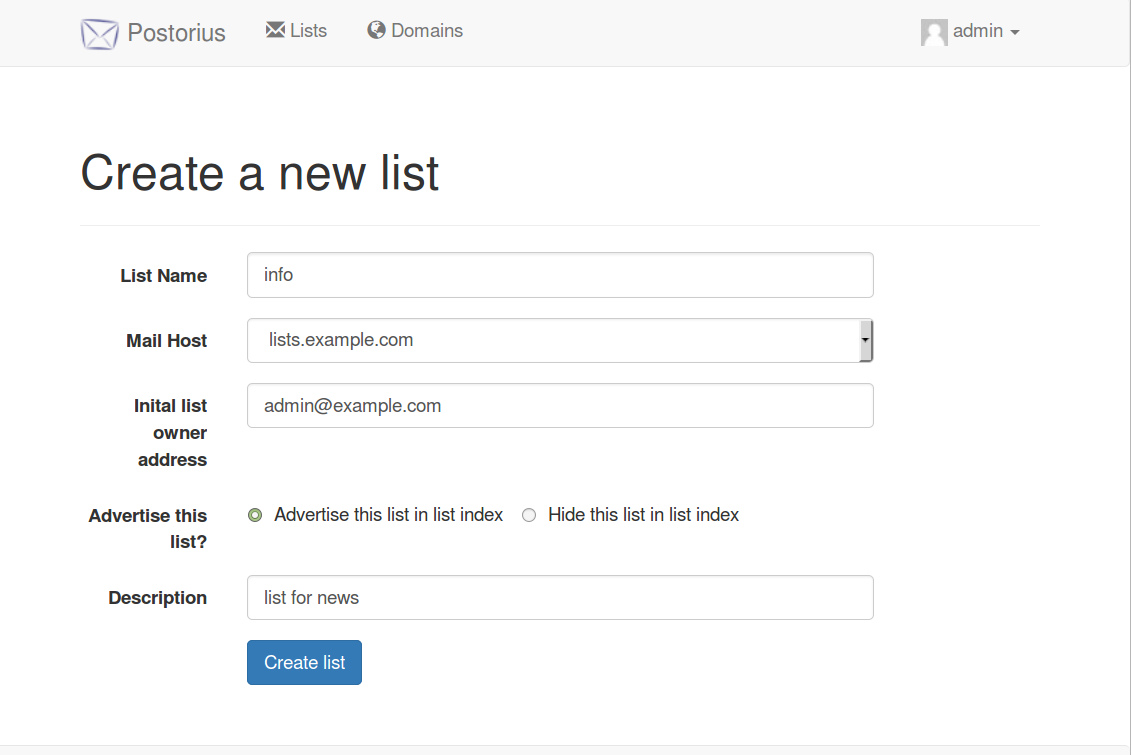 Postorius Lists Domains admin
Create a new list
List Name info
Mail Host lists.example.com
Inital list admin@example.com
owner
address
Advertise this Advertise this list in list index Hide this list in list index
list?
Description list for news
Create list